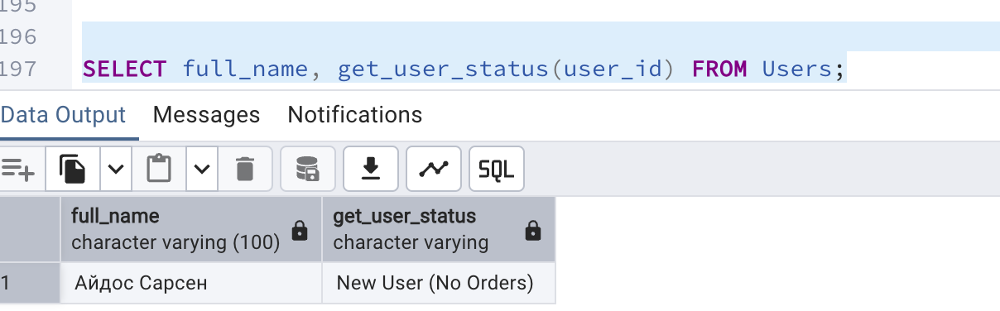 195
196
197 SELECT full_name, get_user_status(user_id) FROM Users;
Data Output Messages Notifications
SQL
full_name get_user_status
character varying (100) character varying
1 Айдос Сарсен New User (No Orders)